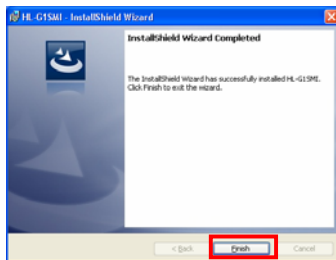 HL-G1SMI - InstallShield Wizard
InstallShield Wizard Completed
The InstallShield Wizard has successfully installed HL-G1SMI.
Click Finish to exit the wizard.
< Back
Finish
Cancel